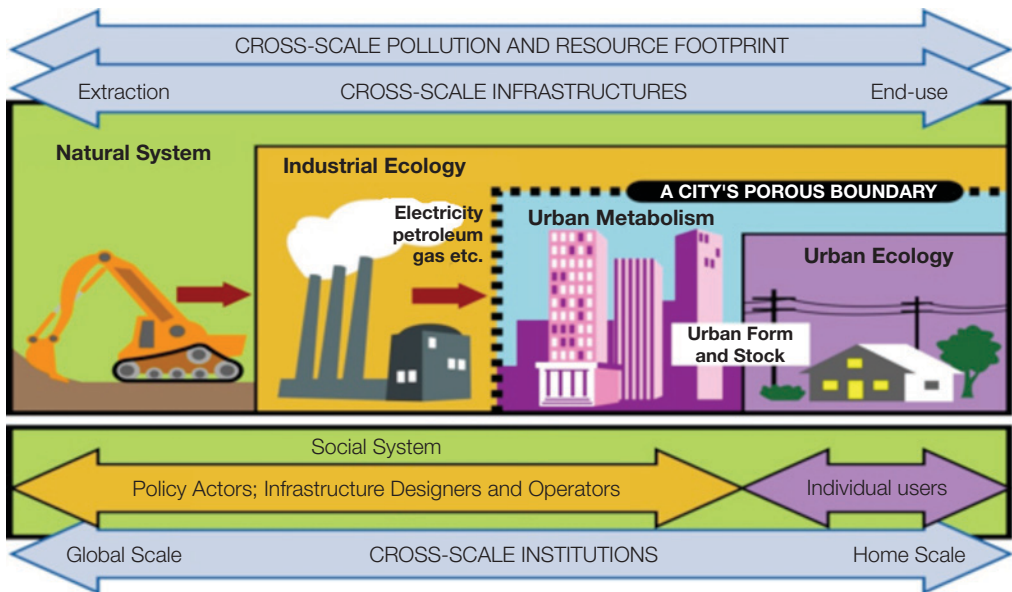 CROSS-SCALE POLLUTION AND RESOURCE FOOTPRINT
Extraction CROSS-SCALE INFRASTRUCTURES End-use
Natural System
Industrial Ecology
A CITY'S POROUS BOUNDARY
Electricity
petroleum
gas etc.
Urban Metabolism
Urban Ecology
Urban Form
and Stock
Social System
Policy Actors; Infrastructure Designers and Operators
Individual users
Global Scale CROSS-SCALE INSTITUTIONS Home Scale